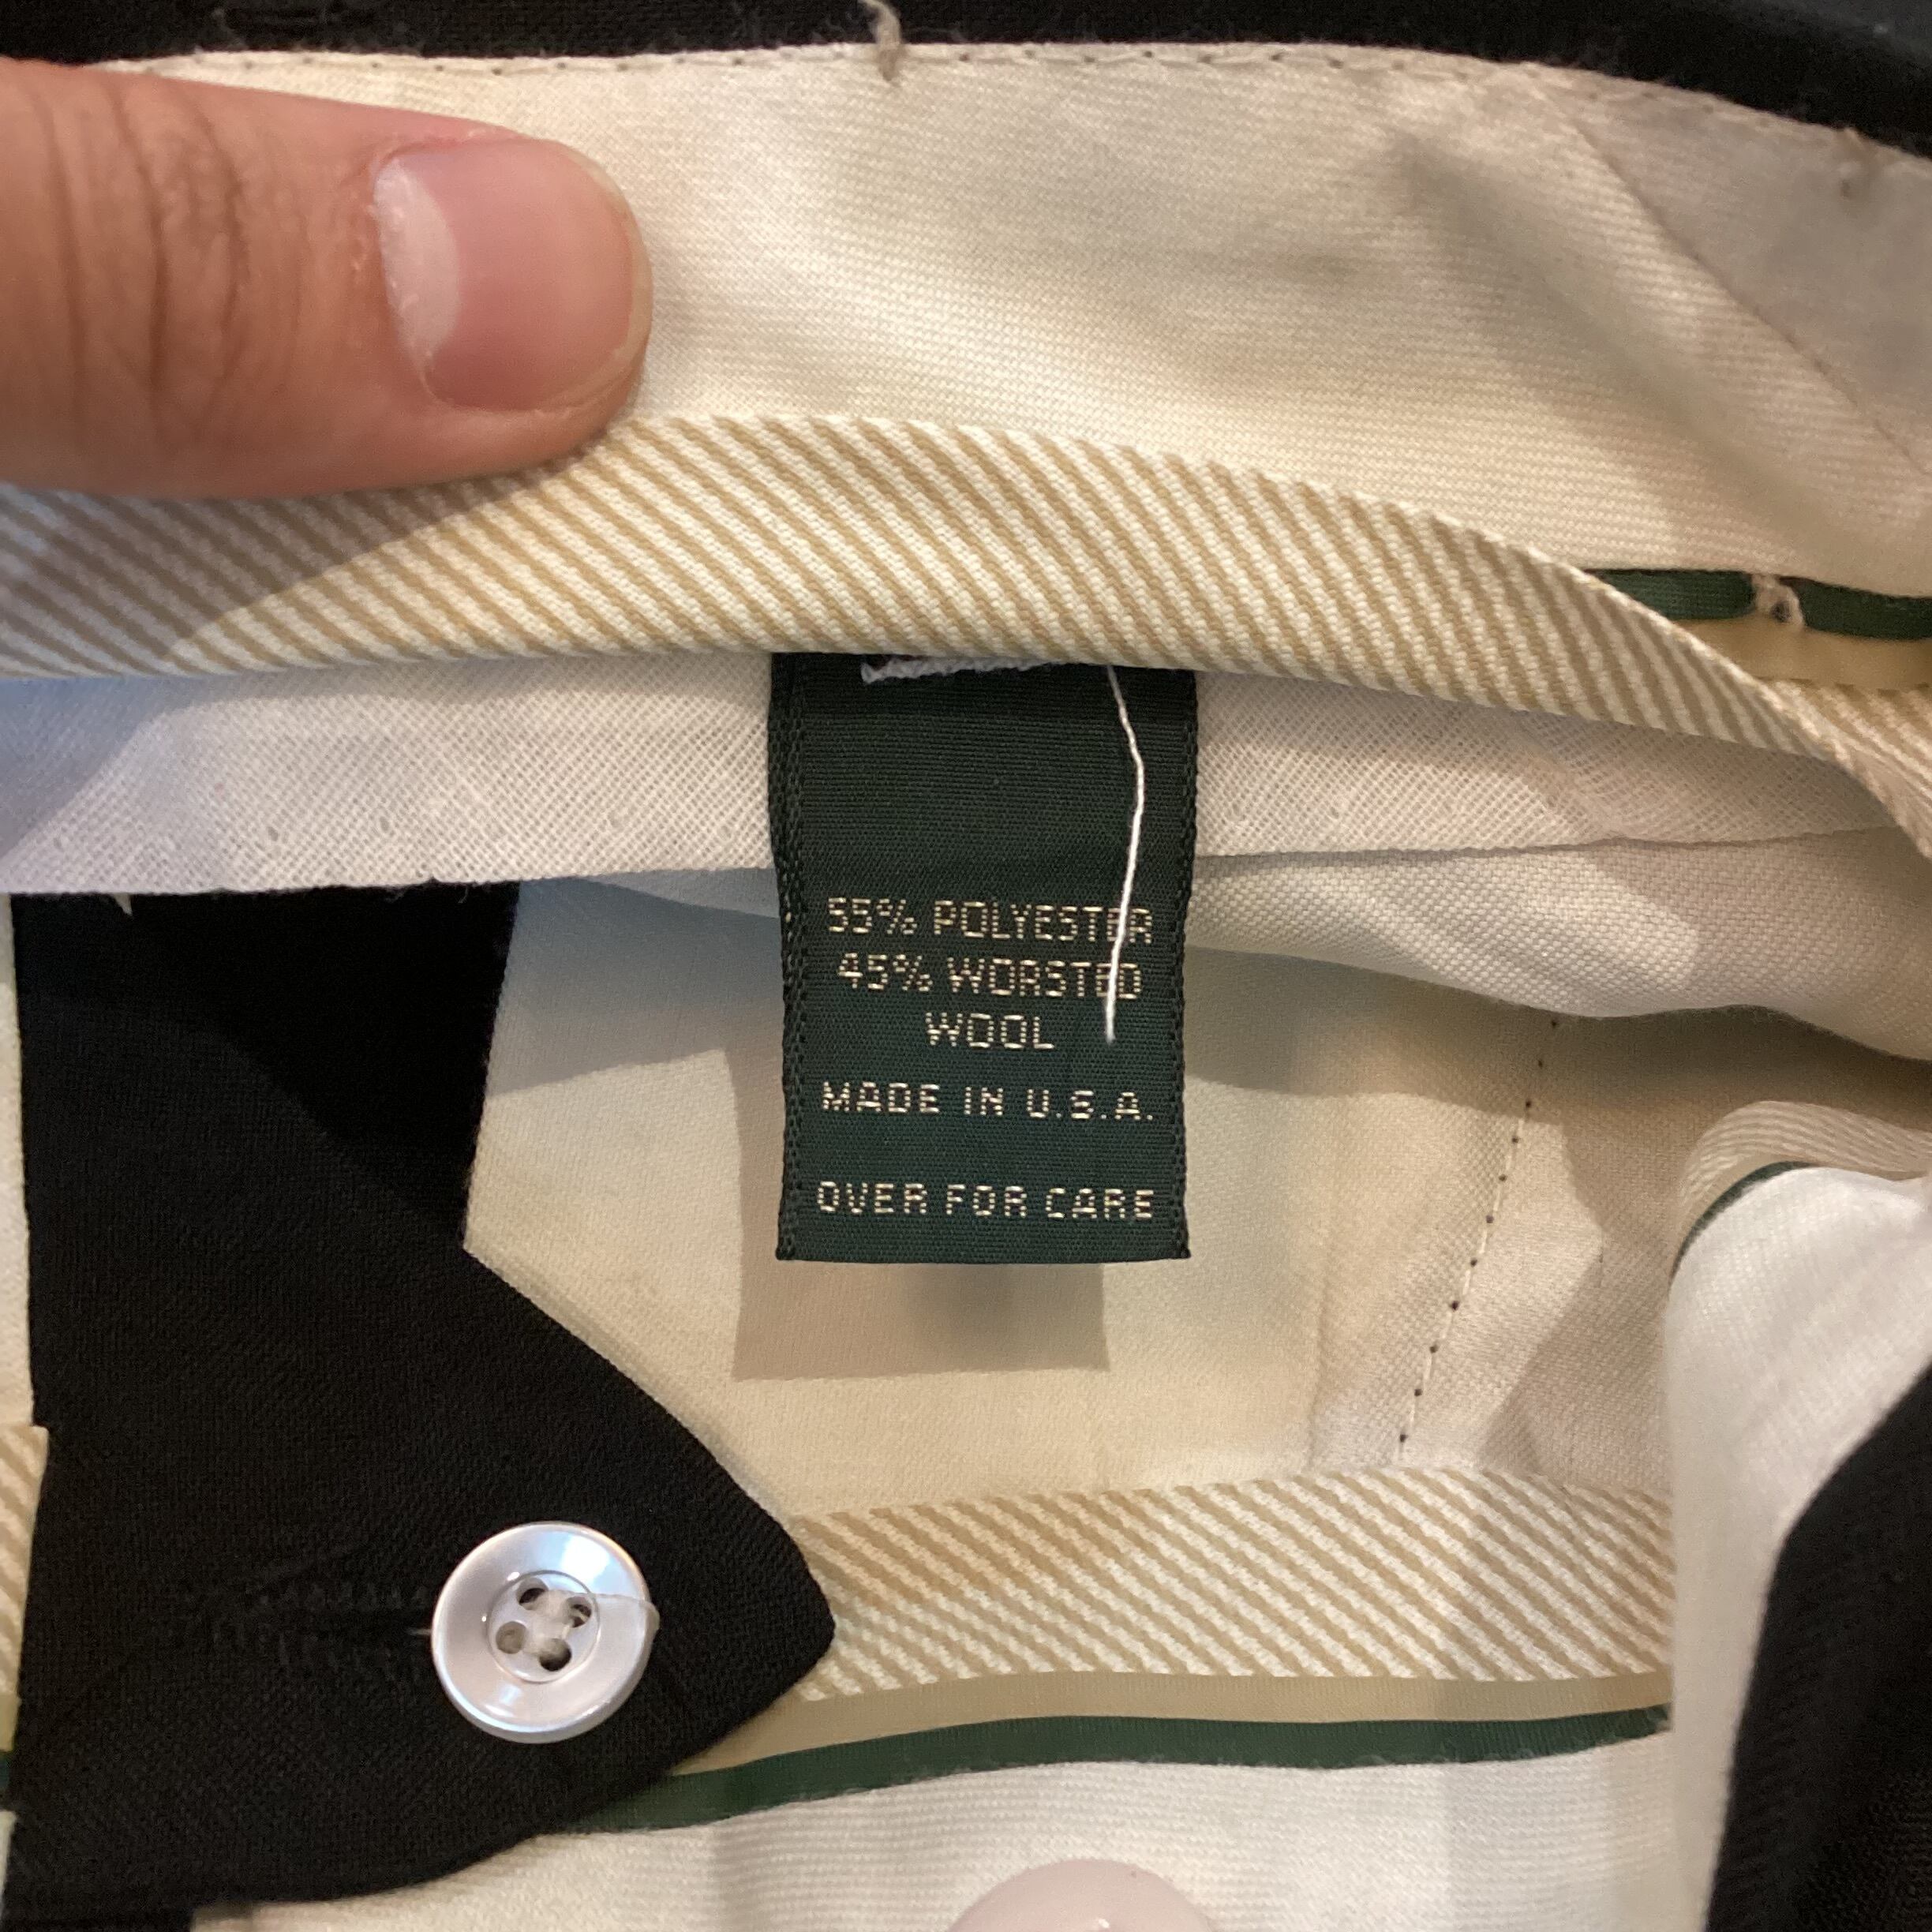 55% POLYESTER
45% WORSTED
WOOL
MADE IN U.S.A.
OVER FOR CARE